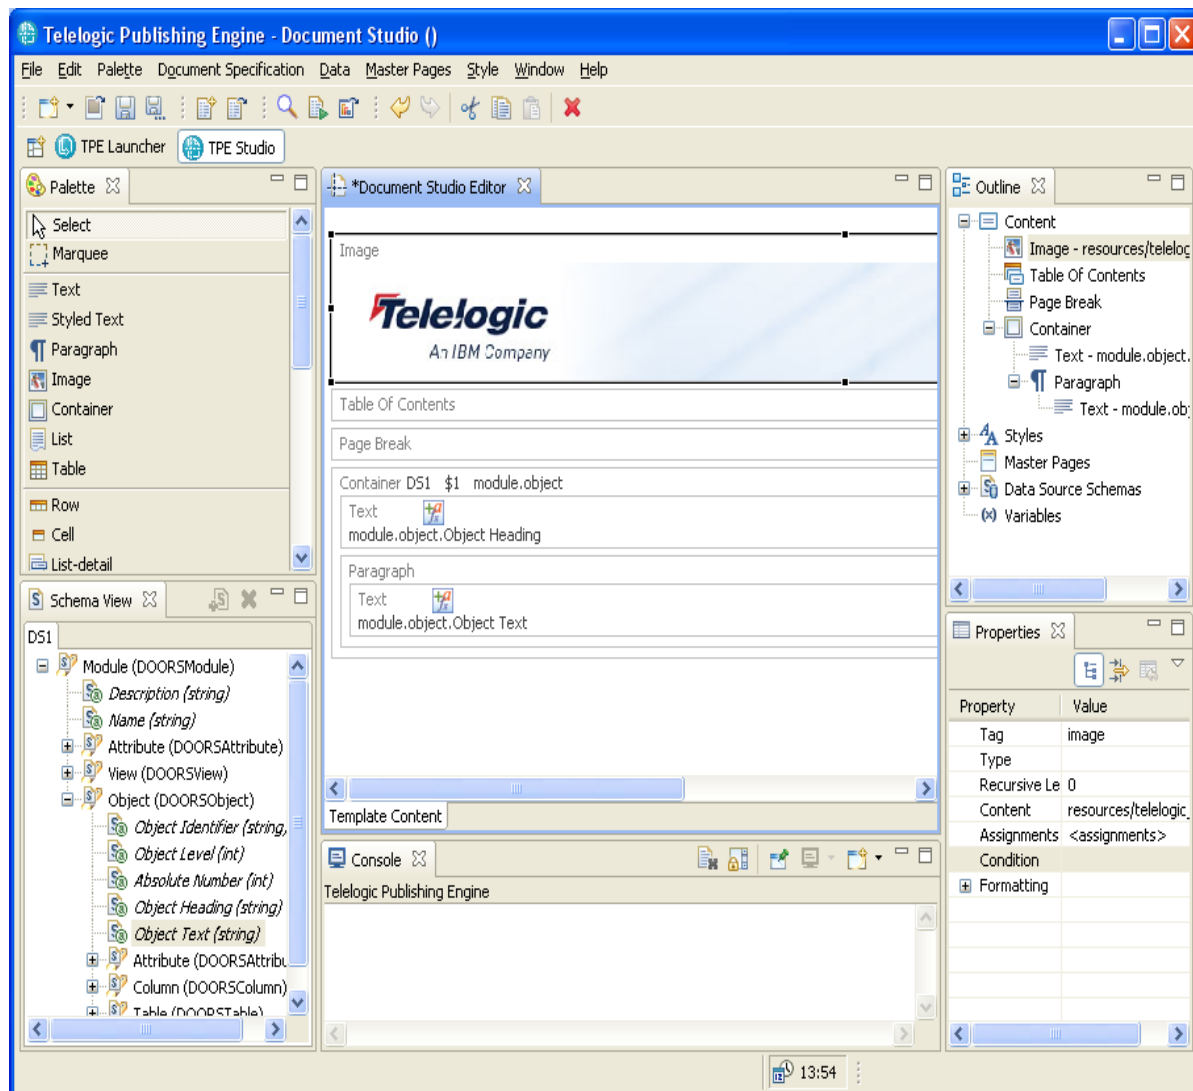 Telelogic Publishing Engine - Document Studio ()
File Edit Palette Document Specification Data Master Pages Style Window Help
TPE Launcher TPE Studio
Palette
Select
Marquee
Text
Styled Text
Paragraph
Image
Container
List
Table
Row
Cell
List-detail
Schema View
DS1
Module (DOORSModule)
Description (string)
Name (string)
Attribute (DOORSAttribute)
View (DOORSView)
Object (DOORSObject)
Object Identifier (string,
Object Level (int)
Absolute Number (int)
Object Heading (string)
Object Text (string)
Attribute (DOORSAttribu
Column (DOORSColumn)
Table (DOORSTable)
*Document Studio Editor
Image
Telelogic
An IBM Company
Table Of Contents
Page Break
Container DS1 $1 module.object
Text
module.object.Object Heading
Paragraph
Text
module.object.Object Text
Template Content
Console
Telelogic Publishing Engine
Outline
Content
Image - resources/telelog
Table Of Contents
Page Break
Container
Text - module.object.
Paragraph
Text - module.obj
Styles
Master Pages
Data Source Schemas
Variables
Properties
Property Value
Tag image
Type
Recursive Le 0
Content resources/telelogic_
Assignments <assignments>
Condition
Formatting
13:54